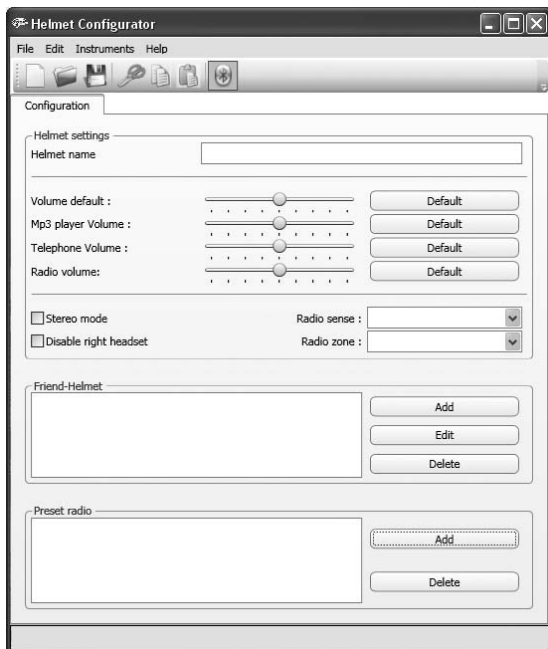 Helmet Configurator
File Edit Instruments Help
Configuration
Helmet settings
Helmet name
Volume default : Default
Mp3 player Volume : Default
Telephone Volume : Default
Radio volume: Default
Stereo mode Radio sense :
Disable right headset Radio zone :
Friend-Helmet
Add
Edit
Delete
Preset radio
Add
Delete